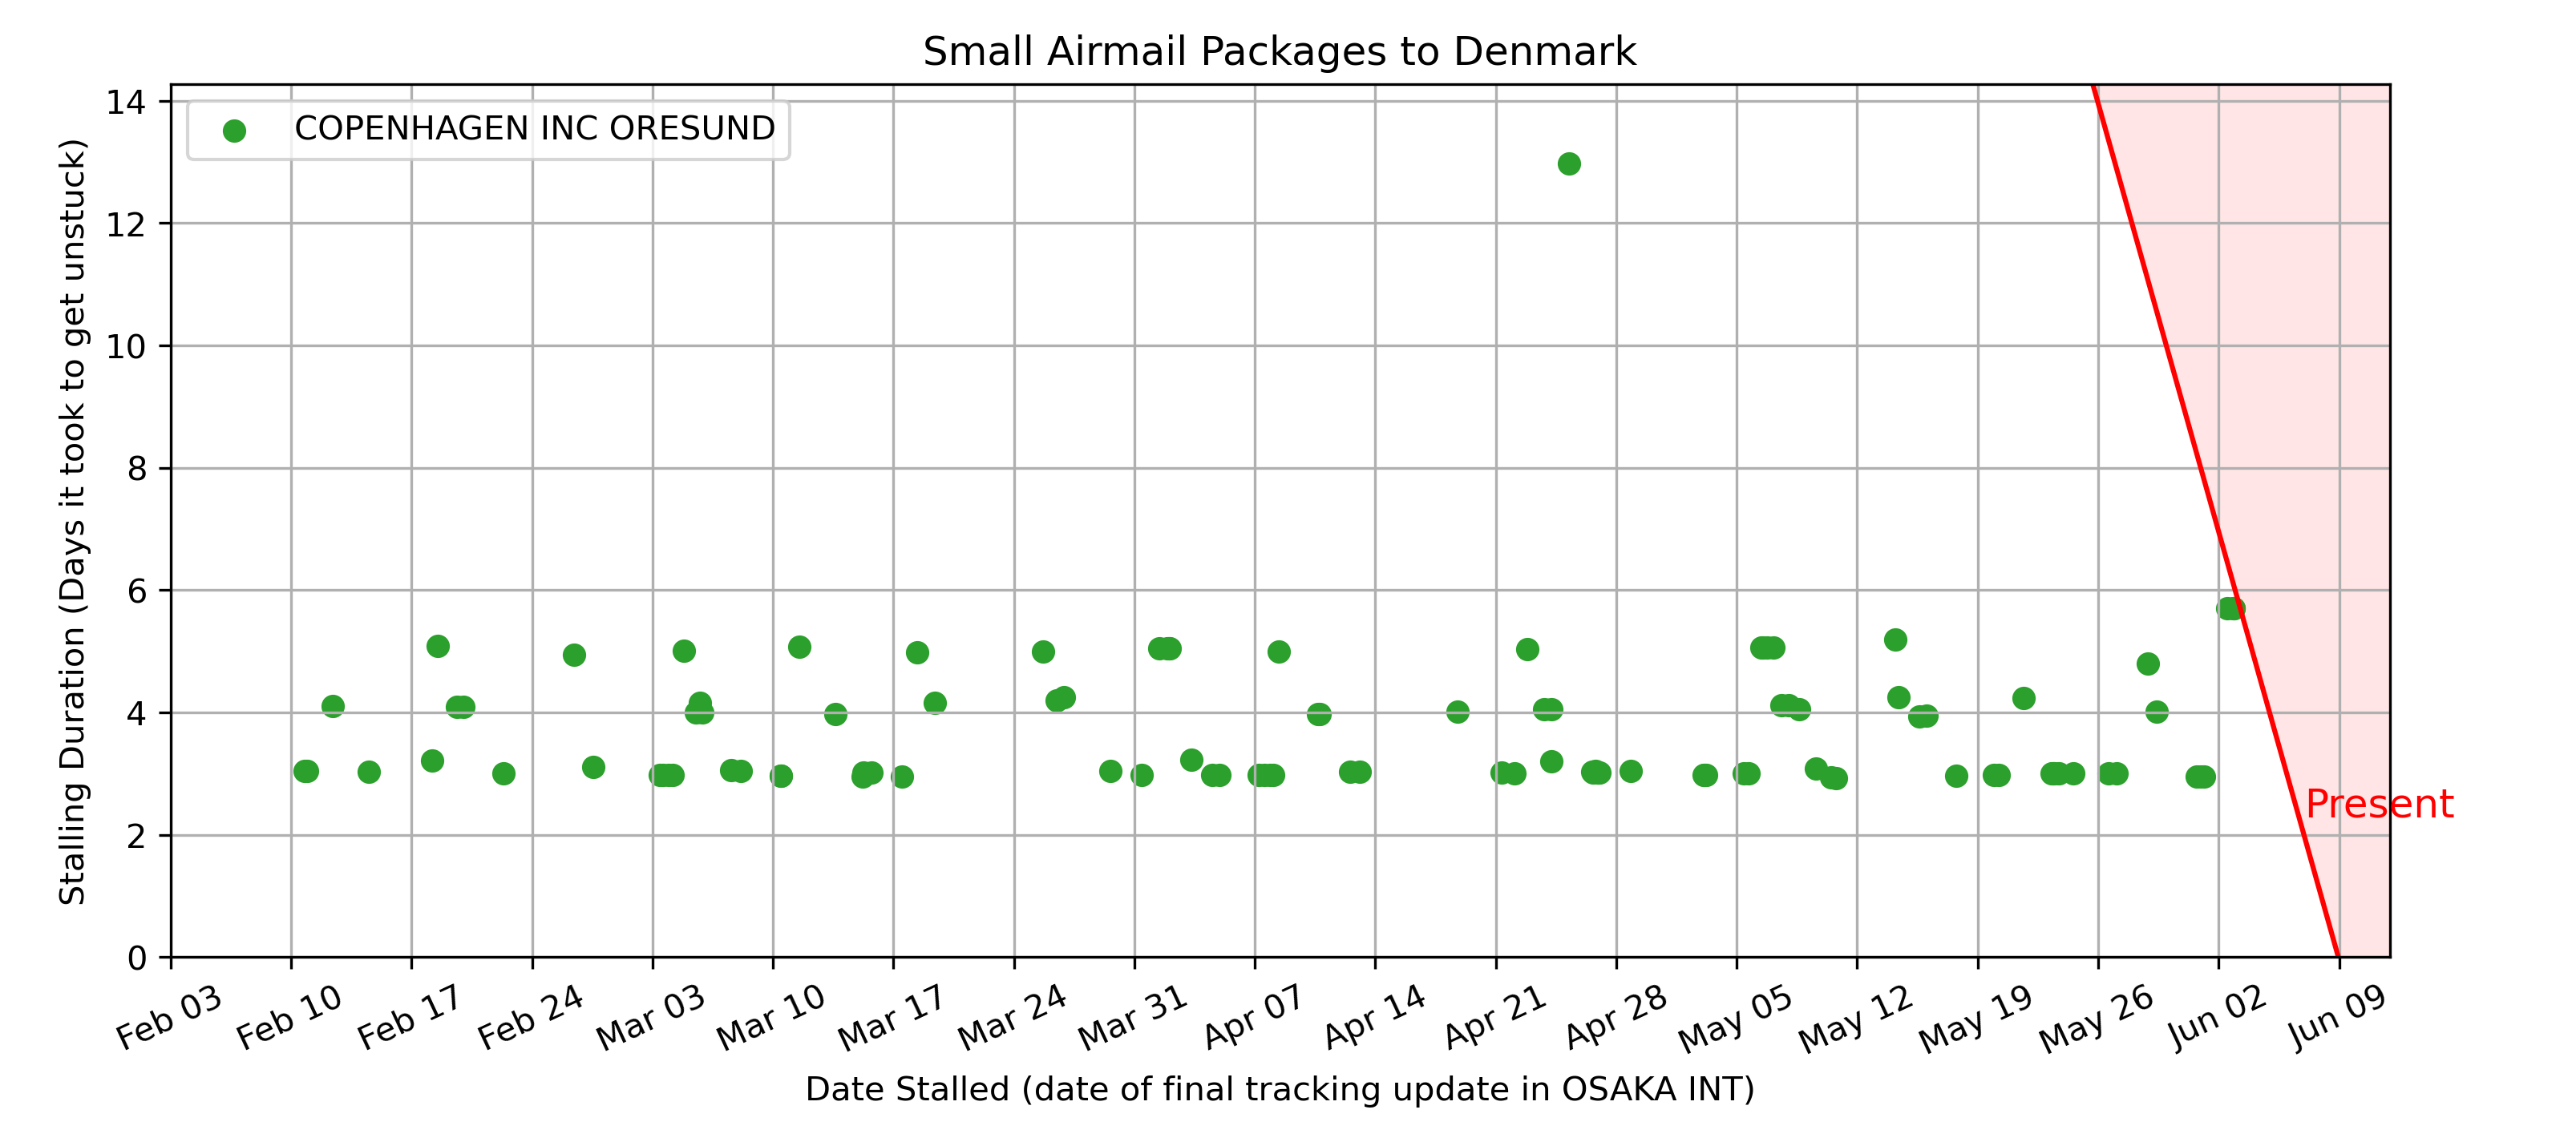 Small Airmail Packages to Denmark
COPENHAGEN INC ORESUND
Stalling Duration (Days it took to get unstuck)
14
12
10
8
6
4
2
0
Present
Feb 03
Feb 10
Feb 17
Feb 24
Mar 03
Mar 10
Mar 17
Mar 24
Mar 31
Apr 07
Apr 14
Apr 21
Apr 28
May 05
May 12
May 19
May 26
Jun 02
Jun 09
Date Stalled (date of final tracking update in OSAKA INT)